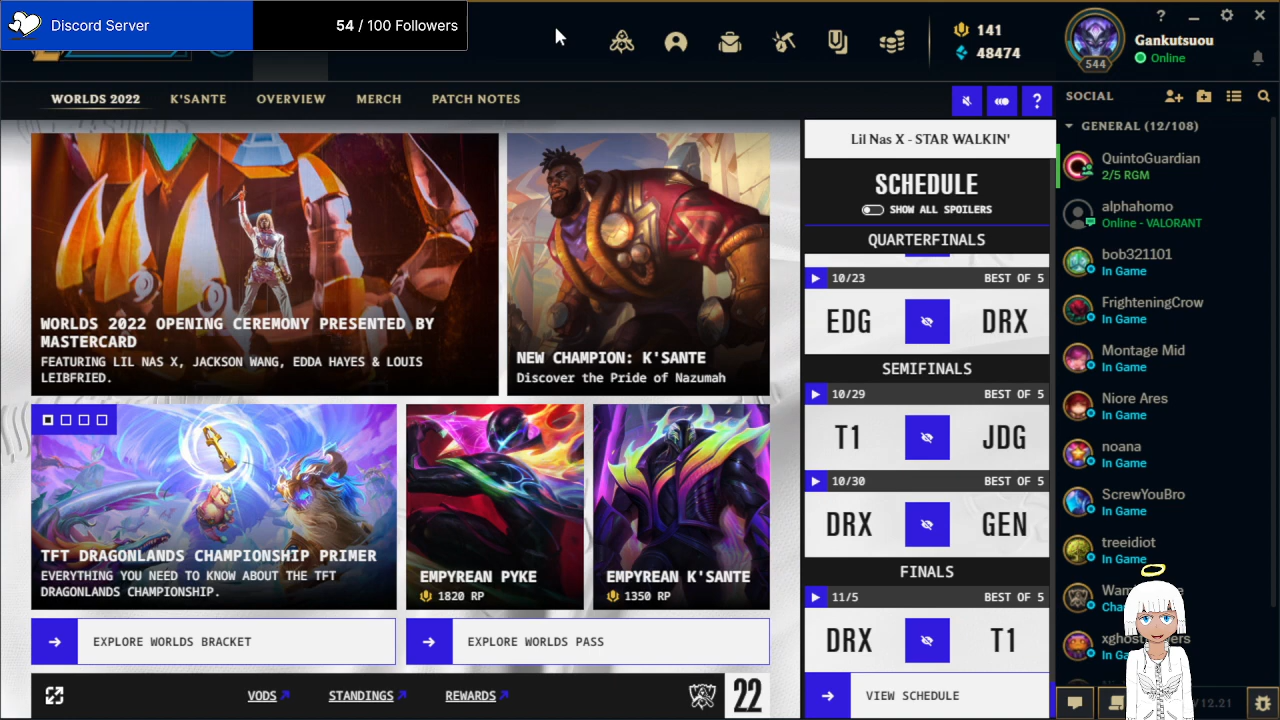 Discord Server
54 / 100 Followers
141
48474
544
Gankutsuou
Online
WORLDS 2022
K'SANTE
OVERVIEW
MERCH
PATCH NOTES
?
?
SOCIAL
GENERAL (12/108)
WORLDS 2022 OPENING CEREMONY PRESENTED BY
MASTERCARD
FEATURING LIL NAS X, JACKSON WANG, EDDA HAYES & LOUIS
LEIBFRIED.
NEW CHAMPION: K'SANTE
Discover the Pride of Nazumah
TFT DRAGONLANDS CHAMPIONSHIP PRIMER
EVERYTHING YOU NEED TO KNOW ABOUT THE TFT
DRAGONLANDS CHAMPIONSHIP.
EMPYREAN PYKE
1820 RP
EMPYREAN K'SANTE
1350 RP
EXPLORE WORLDS BRACKET
EXPLORE WORLDS PASS
VODS
STANDINGS
REWARDS
22
Lil Nas X - STAR WALKIN'
SCHEDULE
SHOW ALL SPOILERS
QUARTERFINALS
10/23
BEST OF 5
EDG
DRX
SEMIFINALS
10/29
BEST OF 5
T1
JDG
10/30
BEST OF 5
DRX
GEN
FINALS
11/5
BEST OF 5
DRX
T1
VIEW SCHEDULE
QuintoGuardian
2/5 RGM
alphahomo
Online - VALORANT
bob321101
In Game
FrighteningCrow
In Game
Montage Mid
In Game
Niore Ares
In Game
noana
In Game
ScrewYouBro
In Game
treeidiot
In Game
In Ga
12.21